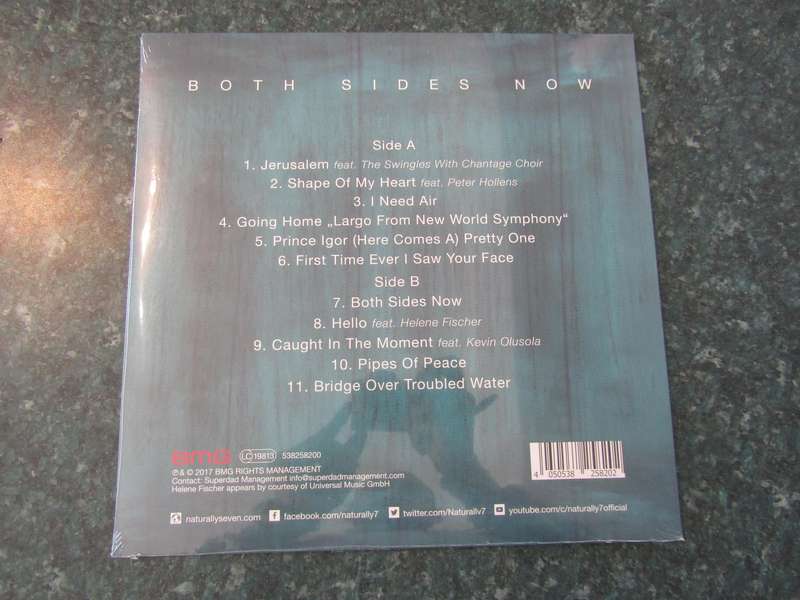 BOTH SIDES NOW
Side A
1. Jerusalem feat. The Swingles With Chantage Choir
2. Shape Of My Heart feat. Peter Hollens
3. I Need Air
4. Going Home „Largo From New World Symphony“
5. Prince Igor (Here Comes A) Pretty One
6. First Time Ever I Saw Your Face
Side B
7. Both Sides Now
8. Hello feat. Helene Fischer
9. Caught In The Moment feat. Kevin Olusola
10. Pipes Of Peace
11. Bridge Over Troubled Water
BMG LC 19813 538258200
℗ & © 2017 BMG RIGHTS MANAGEMENT
Contact: Superdad Management info@superdadmanagement.com
Helene Fischer appears by courtesy of Universal Music GmbH
4 050538 258202
naturallyseven.com facebook.com/naturally7 twitter.com/Naturallyv7 youtube.com/c/naturally7official